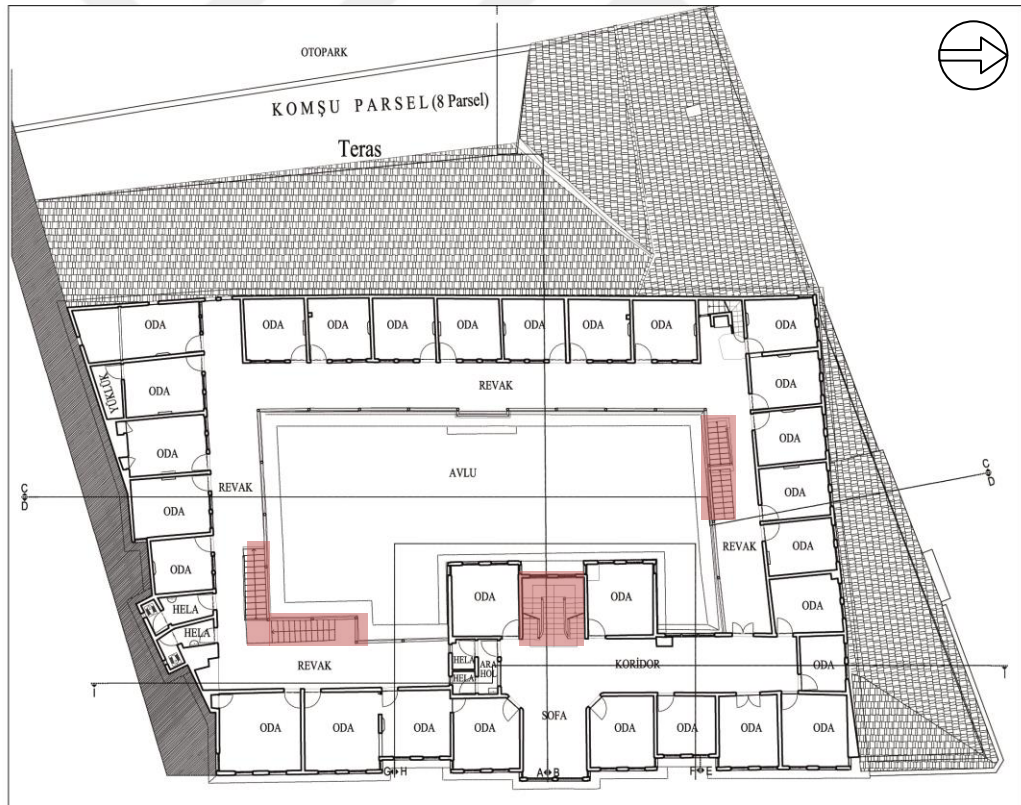 OTOPARK
KOMŞU PARSEL (8 Parsel)
Teras
ODA
ODA ODA ODA ODA ODA ODA ODA
ODA
YÜKLÜK
ODA
ODA
REVAK
ODA
ODA
AVLU
ODA
C
D
REVAK
ODA
C
D
ODA
REVAK
ODA
ODA
ODA ODA
HELA
ODA
HELA
REVAK
HELA
ARA
HOL
HELA
KORİDOR
ODA
I
I
SOFA
ODA ODA ODA ODA ODA ODA ODA ODA
G H
A B
F E